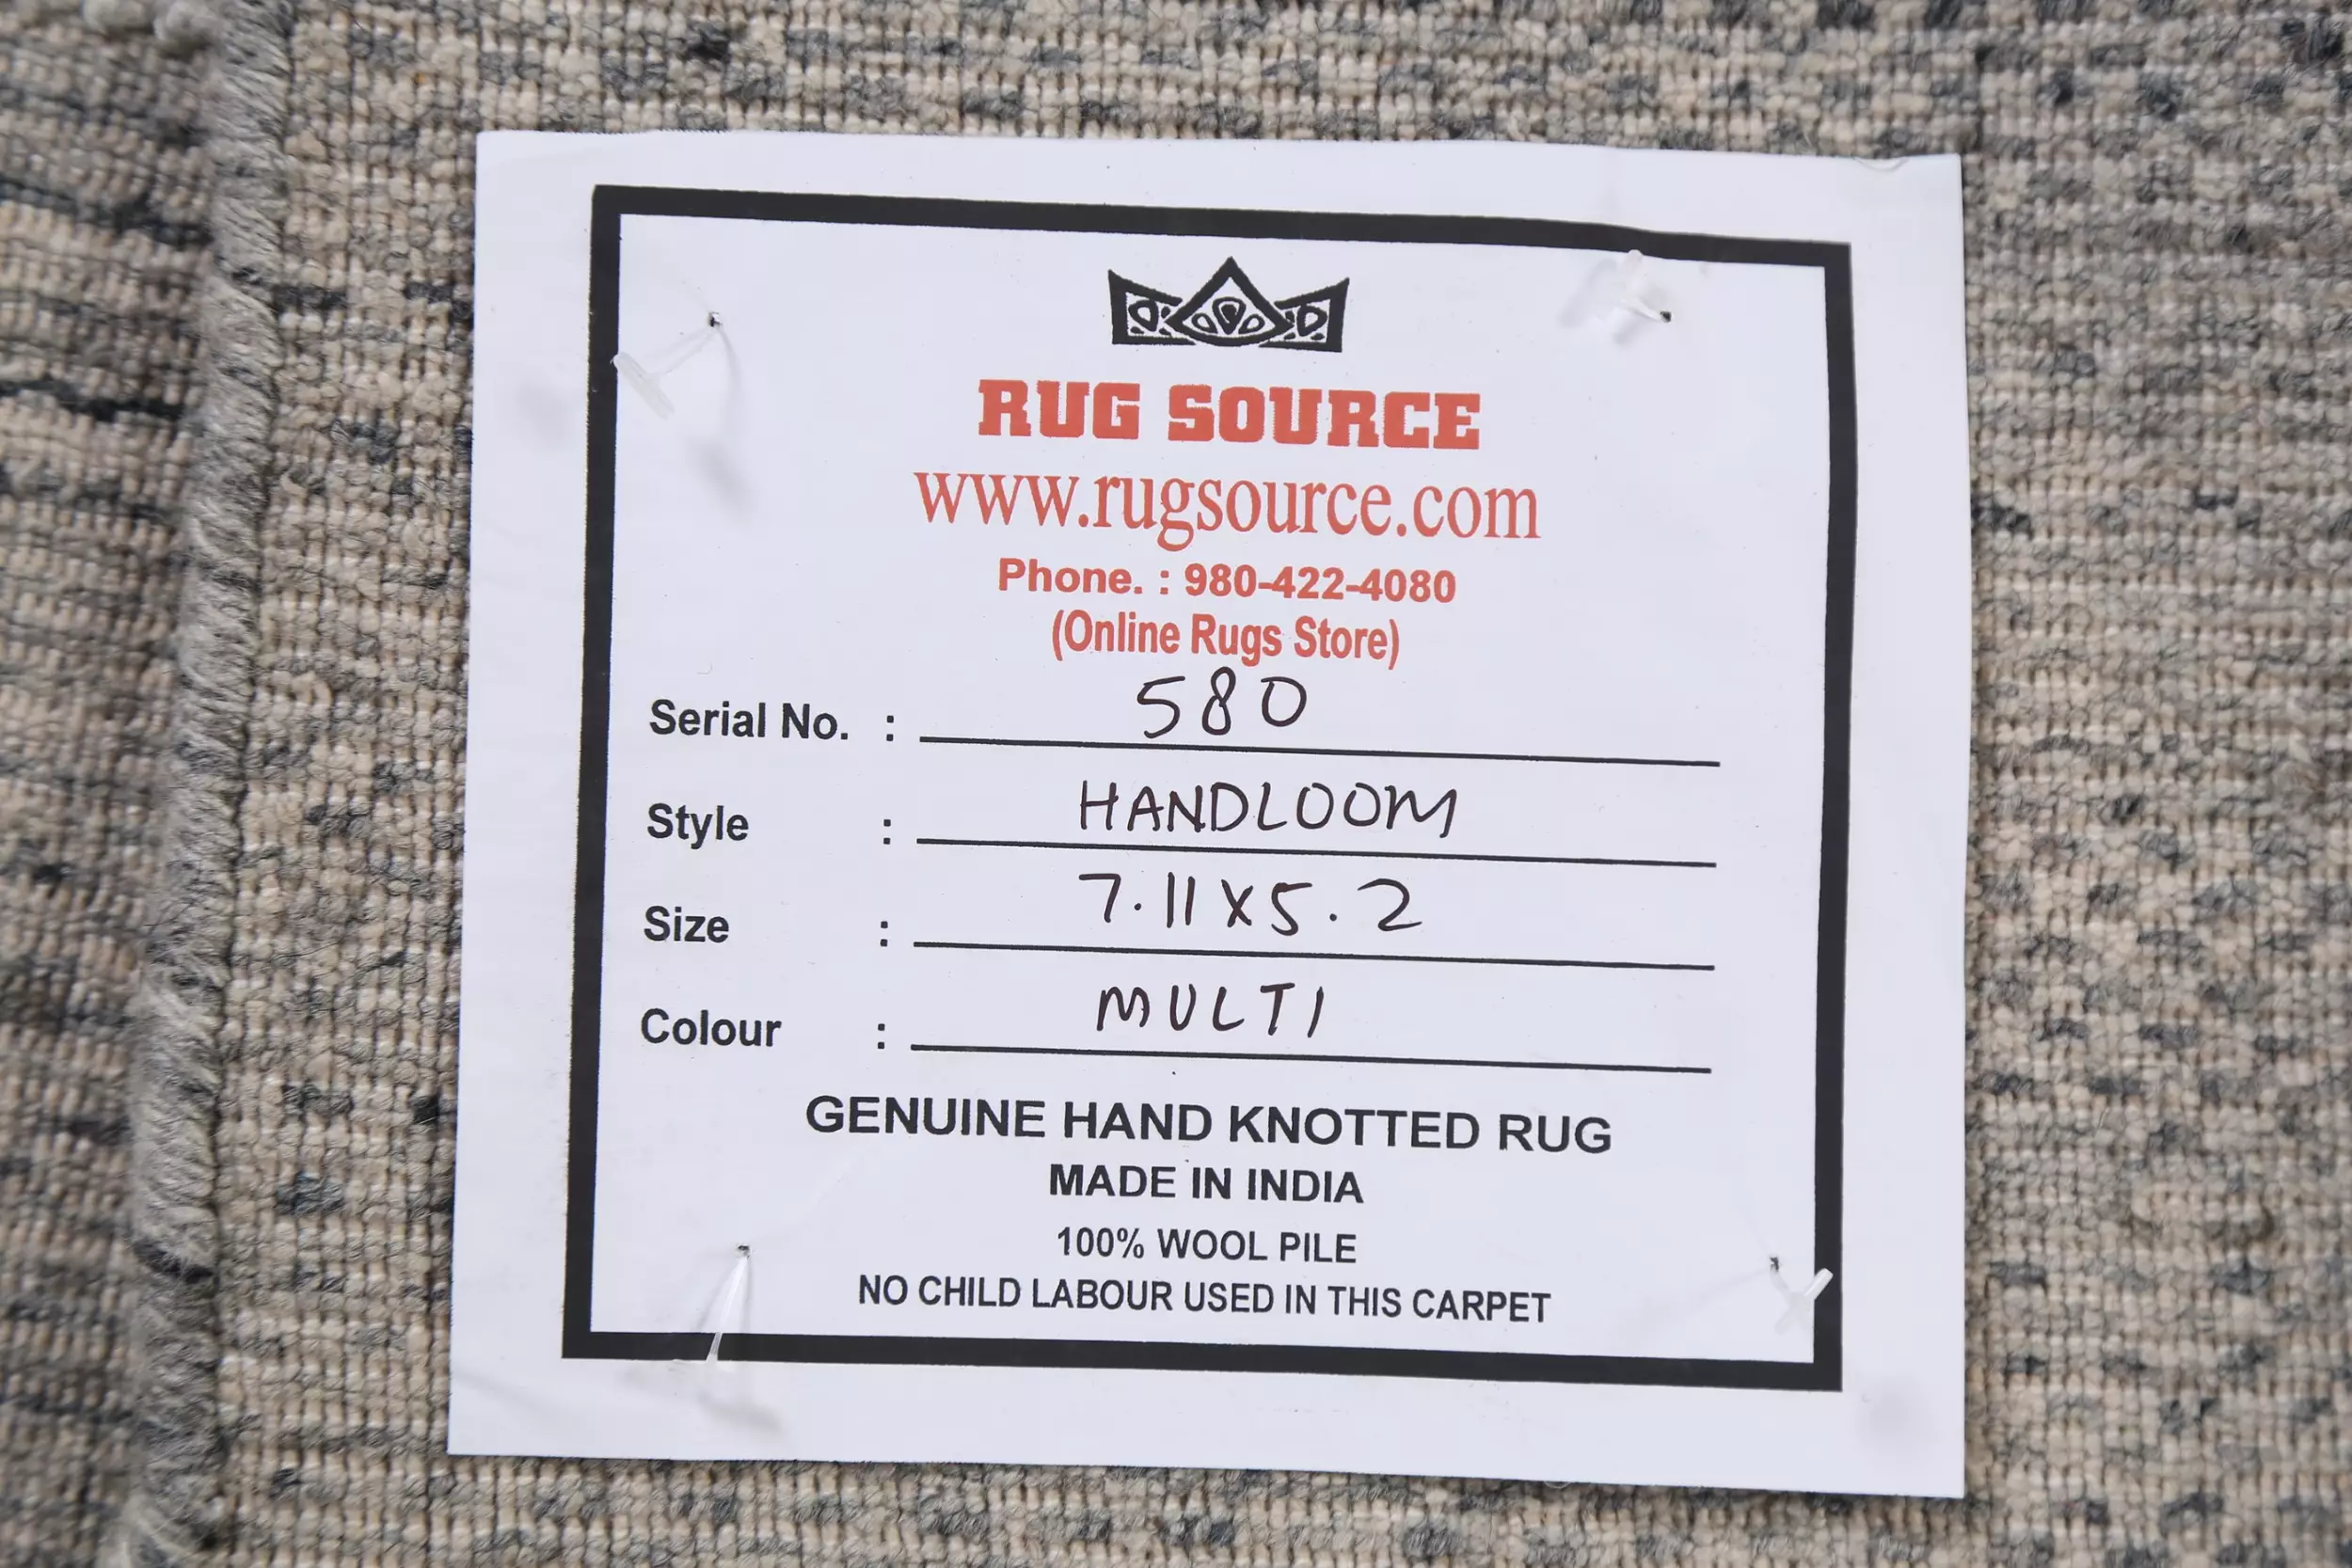 RUG SOURCE
www.rugsource.com
Phone. : 980-422-4080
(Online Rugs Store)
Serial No. : 580
Style : HANDLOOM
Size : 7.11X5.2
Colour : MULTI
GENUINE HAND KNOTTED RUG
MADE IN INDIA
100% WOOL PILE
NO CHILD LABOUR USED IN THIS CARPET